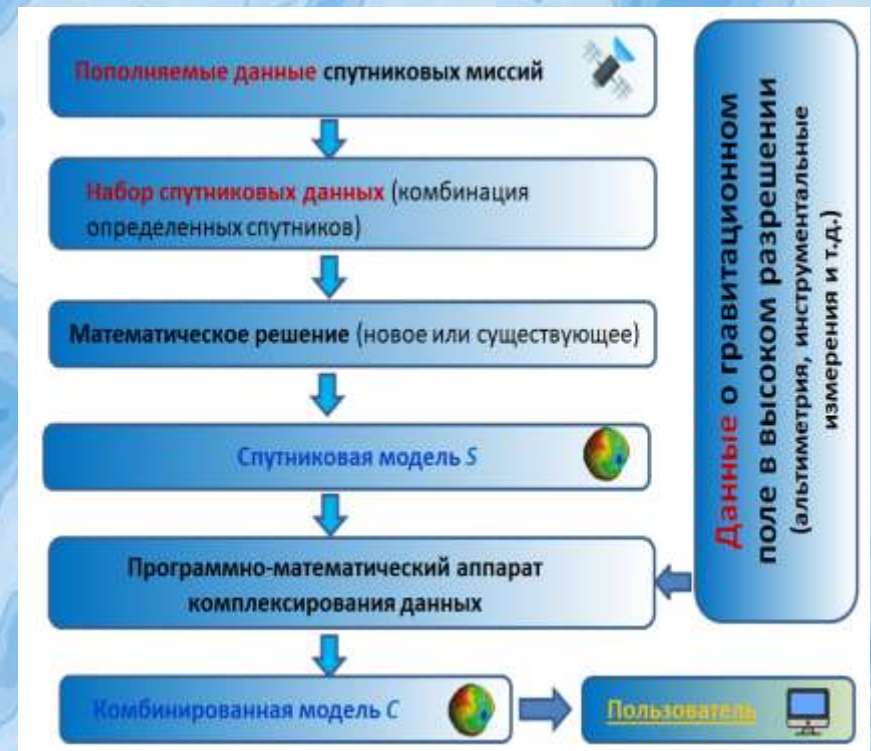 Пополняемые данные спутниковых миссий
Набор спутниковых данных (комбинация
определенных спутников)
Математическое решение (новое или существующее)
Спутниковая модель S
Программно-математический аппарат
комплексирования данных
Комбинированная модель С
Пользователь
Данные о гравитационном
поле в высоком разрешении
(альтиметрия, инструментальные
измерения и т.д.)